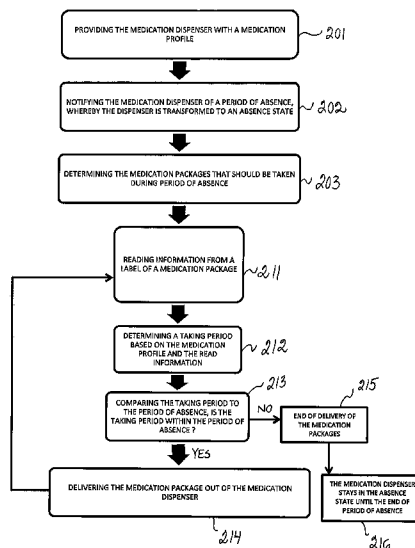 PROVIDING THE MEDICATION DISPENSER WITH A MEDICATION
PROFILE
201
NOTIFYING THE MEDICATION DISPENSER OF A PERIOD OF ABSENCE,
WHEREBY THE DISPENSER IS TRANSFORMED TO AN ABSENCE STATE
202
DETERMINING THE MEDICATION PACKAGES THAT SHOULD BE TAKEN
DURING PERIOD OF ABSENCE
203
READING INFORMATION FROM A
LABEL OF A MEDICATION PACKAGE
211
DETERMINING A TAKING PERIOD
BASED ON THE MEDICATION
PROFILE AND THE READ
INFORMATION
212
213
COMPARING THE TAKING PERIOD TO
THE PERIOD OF ABSENCE, IS THE
TAKING PERIOD WITHIN THE PERIOD OF
ABSENCE ?
NO
215
END OF DELIVERY OF
THE MEDICATION
PACKAGES
YES
DELIVERING THE MEDICATION PACKAGE OUT OF THE MEDICATION
DISPENSER
214
THE MEDICATION DISPENSER
STAYS IN THE ABSENCE
STATE UNTIL THE END OF
PERIOD OF ABSENCE
216